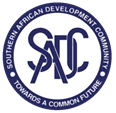 SOUTHERN AFRICAN DEVELOPMENT COMMUNITY
SADC
TOWARDS A COMMON FUTURE